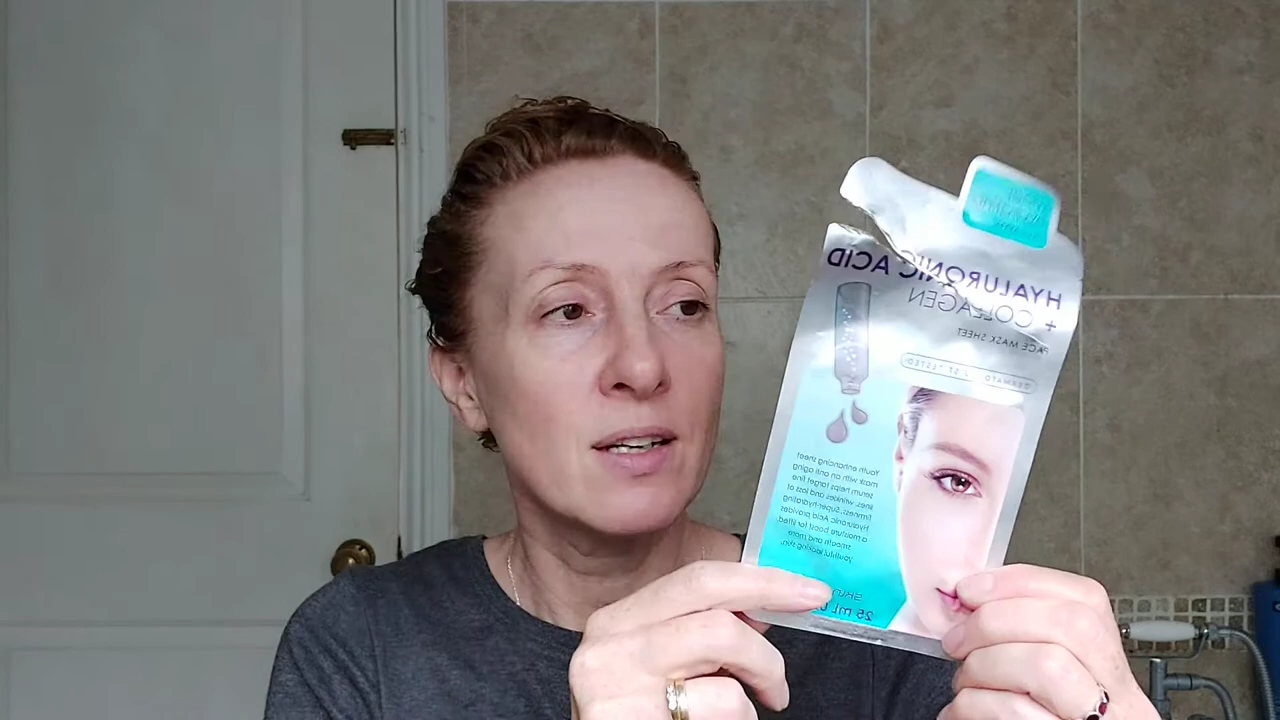 HYALURONIC ACID
+ COLLAGEN
FACE MASK SHEET
Youth enhancing sheet
mask with an anti aging
serum helps target fine
lines, wrinkles and loss of
firmness. Super-hydrating
Hyaluronic Acid provides
a moisture boost for lifted,
smooth and more
youthful looking skin.
25 ml